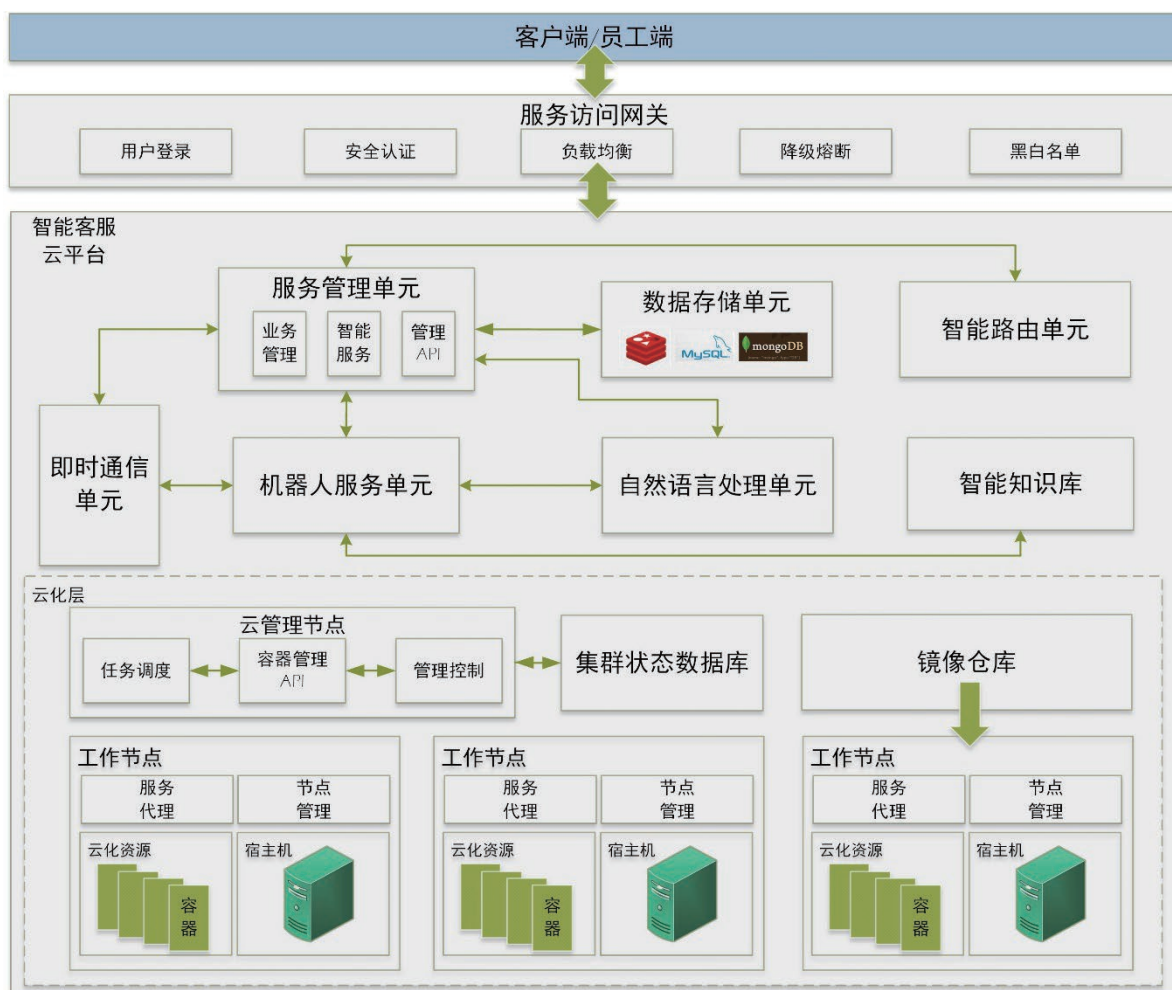 客户端/员工端
服务访问网关
用户登录
安全认证
负载均衡
降级熔断
黑白名单
智能客服
云平台
服务管理单元
业务
管理
智能
服务
管理
API
数据存储单元
MySQL
mongoDB
智能路由单元
即时通信
单元
机器人服务单元
自然语言处理单元
智能知识库
云化层
云管理节点
任务调度
容器管理
API
管理控制
集群状态数据库
镜像仓库
工作节点
服务
代理
节点
管理
云化资源
容
器
宿主机
工作节点
服务
代理
节点
管理
云化资源
容
器
宿主机
工作节点
服务
代理
节点
管理
云化资源
容
器
宿主机